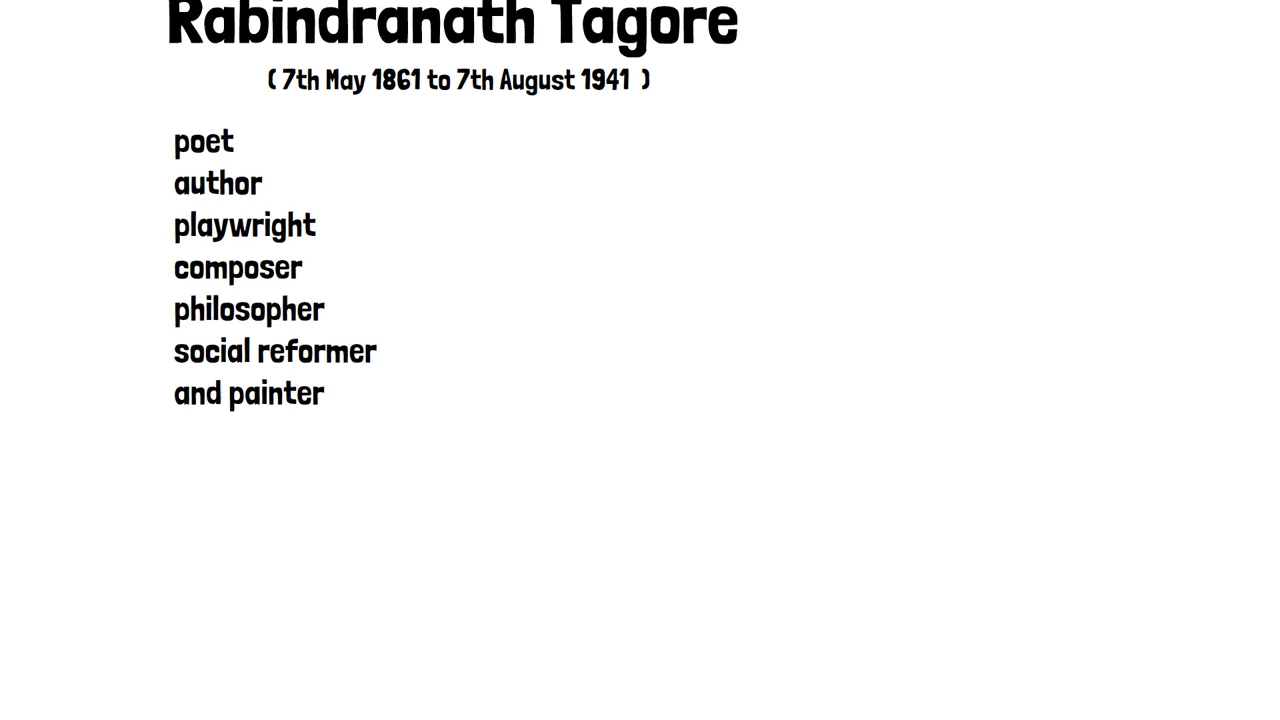 Rabindranath Tagore
( 7th May 1861 to 7th August 1941 )
poet
author
playwright
composer
philosopher
social reformer
and painter